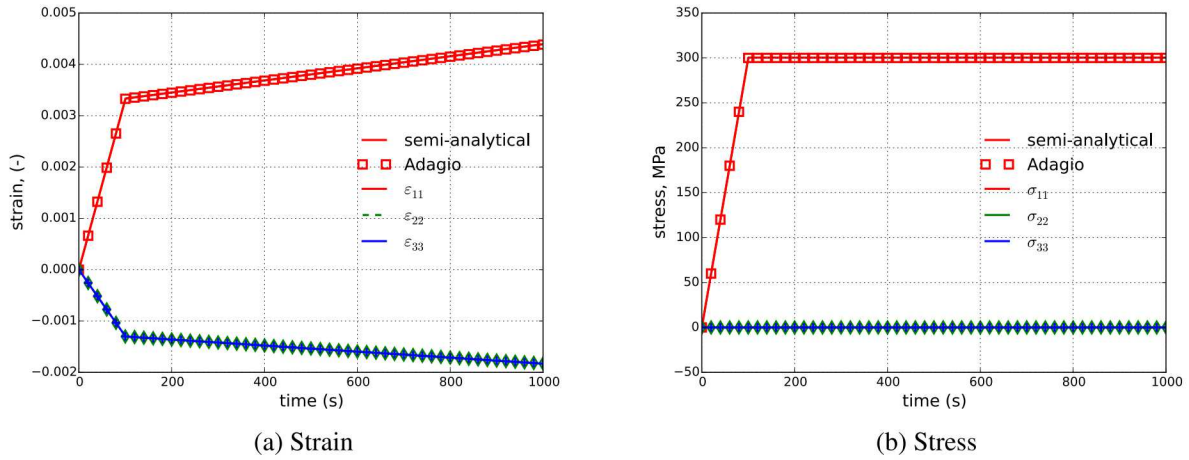 0.005
0.004
0.003
0.002
0.001
0.000
−0.001
−0.002
strain, (-)
0 200 400 600 800 1000
time (s)
semi-analytical
Adagio
ε₁₁
ε₂₂
ε₃₃
(a) Strain
350
300
250
200
150
100
50
0
−50
stress, MPa
0 200 400 600 800 1000
time (s)
semi-analytical
Adagio
σ₁₁
σ₂₂
σ₃₃
(b) Stress